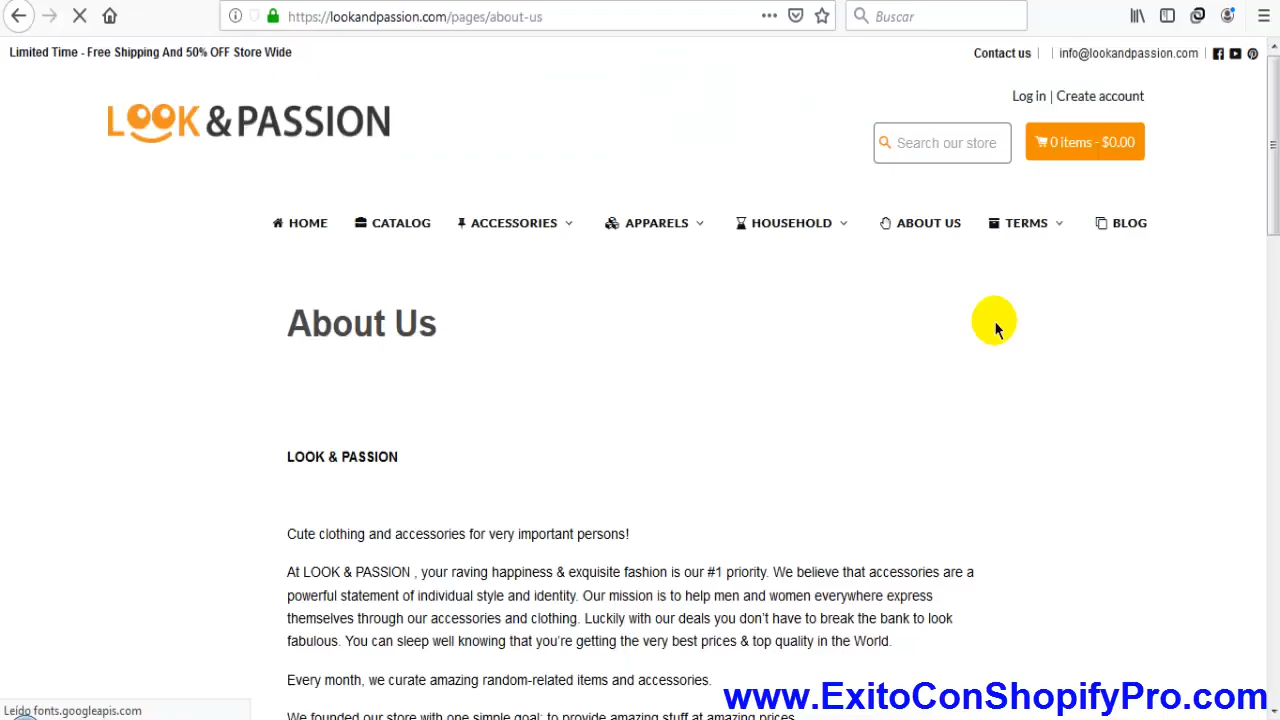 https://lookandpassion.com/pages/about-us
Buscar
Limited Time - Free Shipping And 50% OFF Store Wide
Contact us | | info@lookandpassion.com |
Log in | Create account
LOOK & PASSION
Search our store
0 items - $0.00
HOME CATALOG ACCESSORIES APPARELS HOUSEHOLD ABOUT US TERMS BLOG
About Us
LOOK & PASSION
Cute clothing and accessories for very important persons!
At LOOK & PASSION , your raving happiness & exquisite fashion is our #1 priority. We believe that accessories are a
powerful statement of individual style and identity. Our mission is to help men and women everywhere express
themselves through our accessories and clothing. Luckily with our deals you don’t have to break the bank to look
fabulous. You can sleep well knowing that you’re getting the very best prices & top quality in the World.
Every month, we curate amazing random-related items and accessories.
We founded our store with one simple goal: to provide amazing stuff at amazing prices
www.ExitoConShopifyPro.com
Leído fonts.googleapis.com